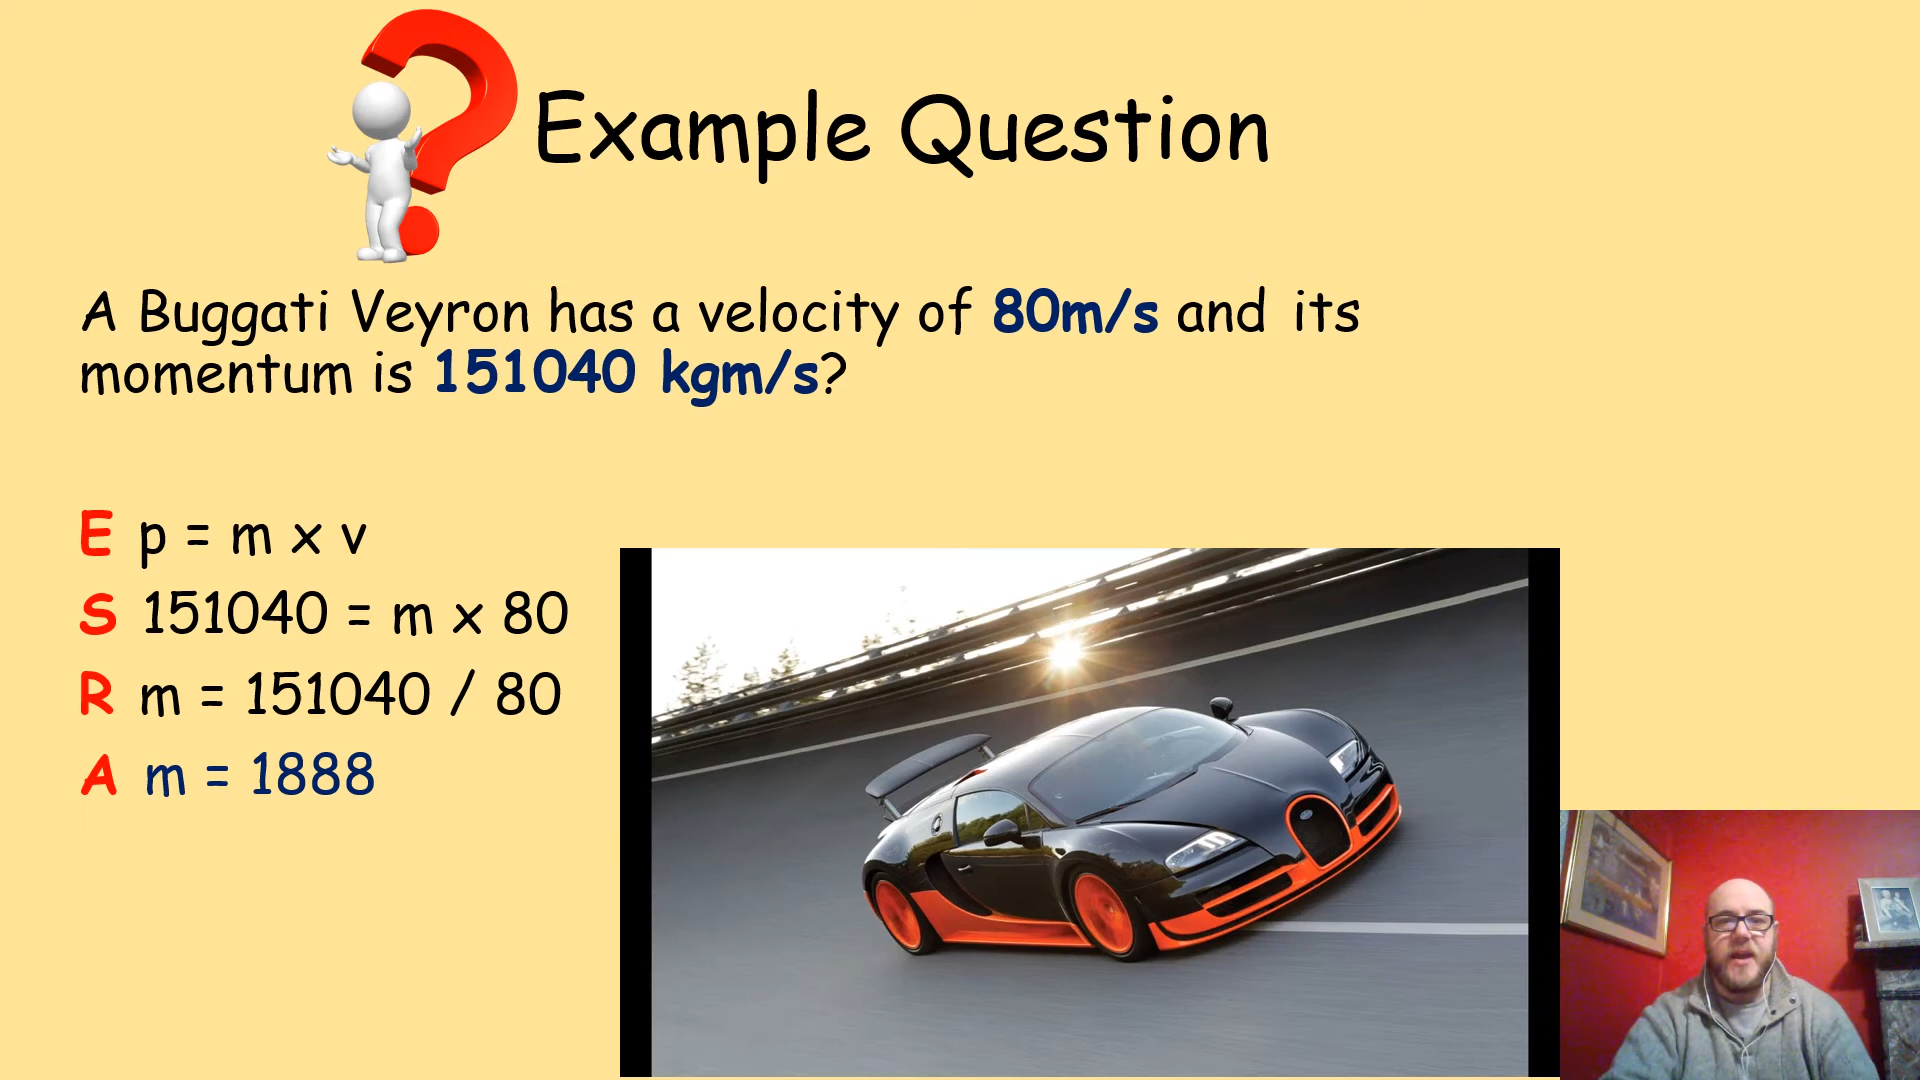 Example Question
A Buggati Veyron has a velocity of 80m/s and its
momentum is 151040 kgm/s?
E p = m x v
S 151040 = m x 80
R m = 151040 / 80
A m = 1888